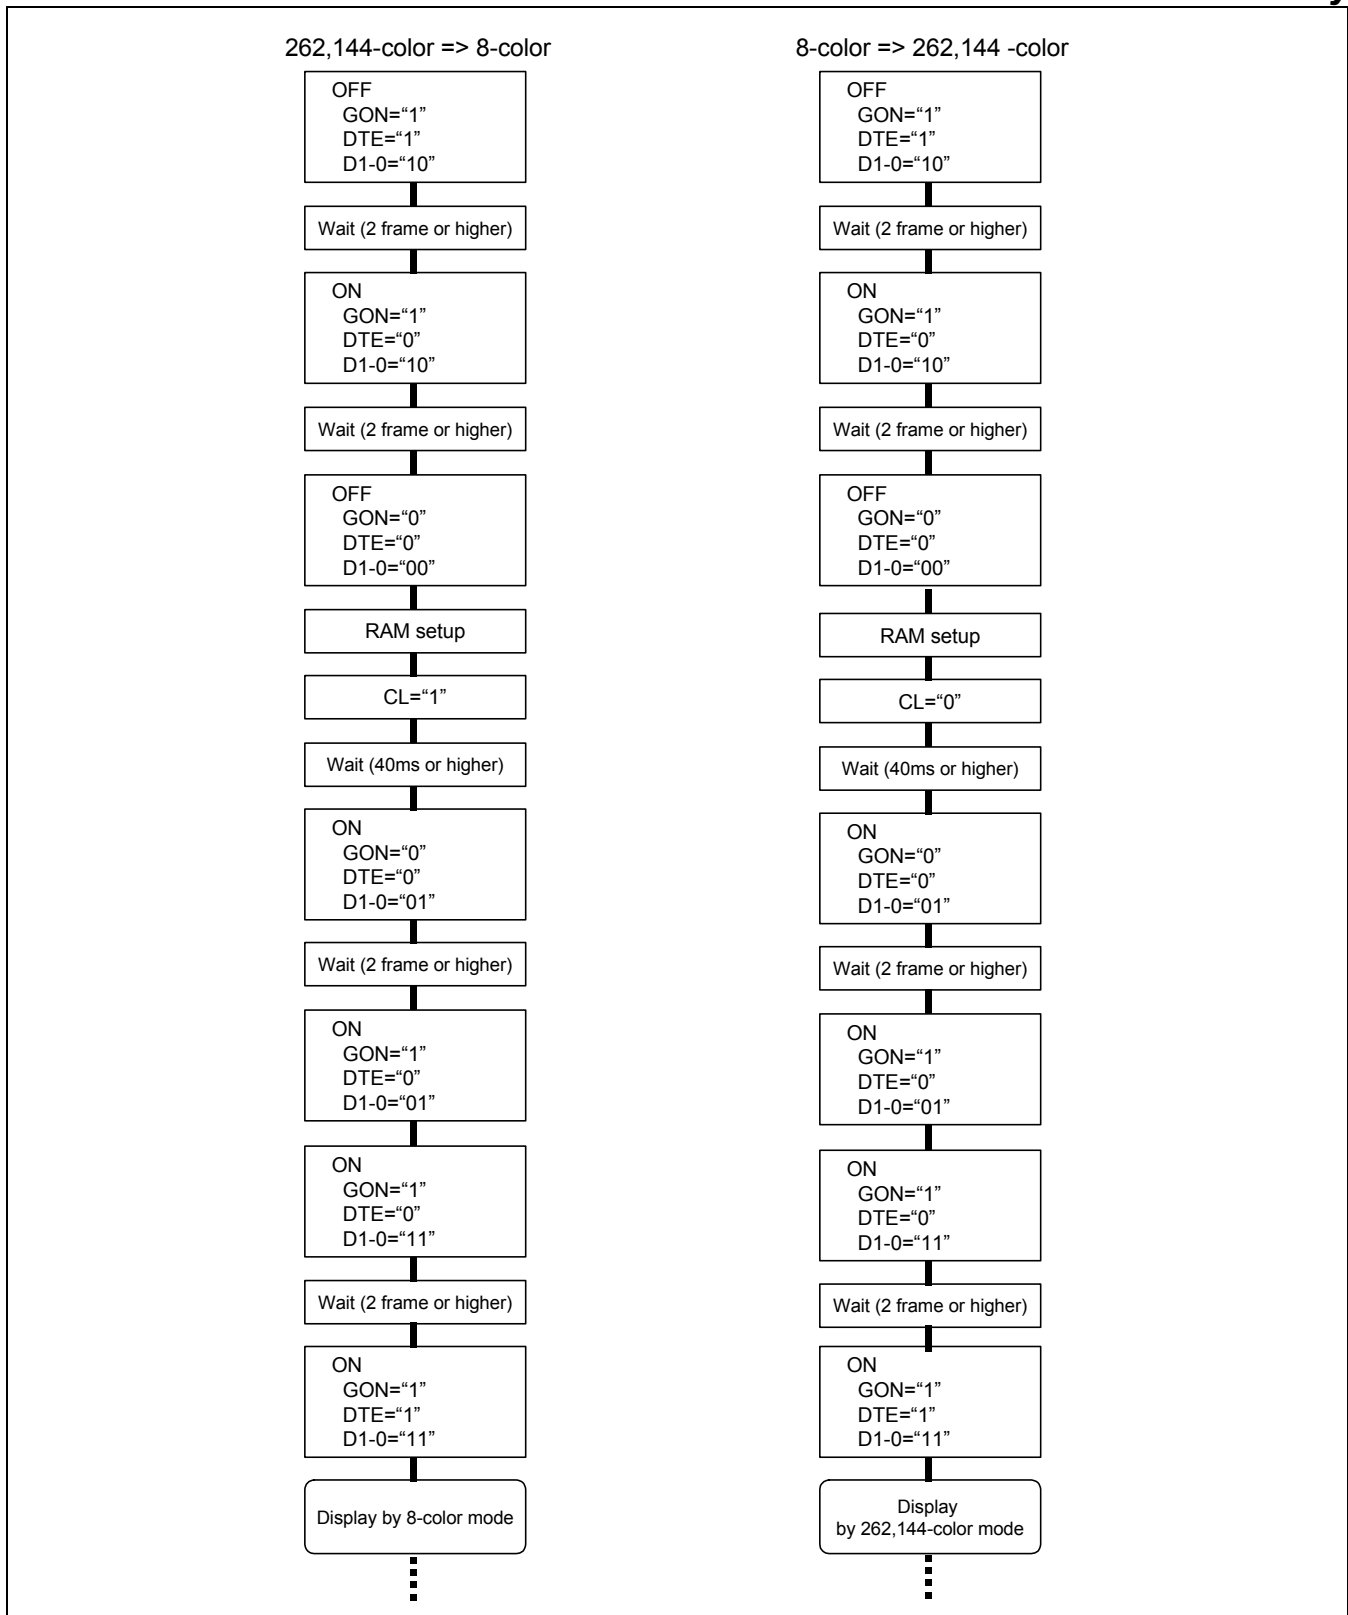 262,144-color => 8-color
OFF
GON=“1”
DTE=“1”
D1-0=“10”
Wait (2 frame or higher)
ON
GON=“1”
DTE=“0”
D1-0=“10”
Wait (2 frame or higher)
OFF
GON=“0”
DTE=“0”
D1-0=“00”
RAM setup
CL=“1”
Wait (40ms or higher)
ON
GON=“0”
DTE=“0”
D1-0=“01”
Wait (2 frame or higher)
ON
GON=“1”
DTE=“0”
D1-0=“01”
ON
GON=“1”
DTE=“0”
D1-0=“11”
Wait (2 frame or higher)
ON
GON=“1”
DTE=“1”
D1-0=“11”
Display by 8-color mode
8-color => 262,144 -color
OFF
GON=“1”
DTE=“1”
D1-0=“10”
Wait (2 frame or higher)
ON
GON=“1”
DTE=“0”
D1-0=“10”
Wait (2 frame or higher)
OFF
GON=“0”
DTE=“0”
D1-0=“00”
RAM setup
CL=“0”
Wait (40ms or higher)
ON
GON=“0”
DTE=“0”
D1-0=“01”
Wait (2 frame or higher)
ON
GON=“1”
DTE=“0”
D1-0=“01”
ON
GON=“1”
DTE=“0”
D1-0=“11”
Wait (2 frame or higher)
ON
GON=“1”
DTE=“1”
D1-0=“11”
Display
by 262,144-color mode